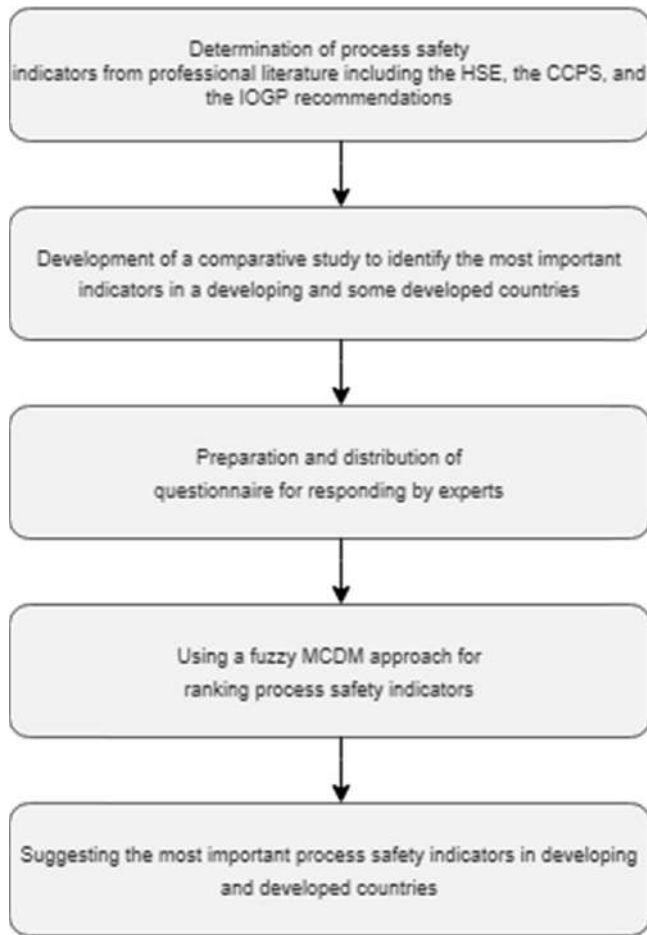 Determination of process safety
indicators from professional literature including the HSE, the CCPS, and
the IOGP recommendations
Development of a comparative study to identify the most important
indicators in a developing and some developed countries
Preparation and distribution of
questionnaire for responding by experts
Using a fuzzy MCDM approach for
ranking process safety indicators
Suggesting the most important process safety indicators in developing
and developed countries